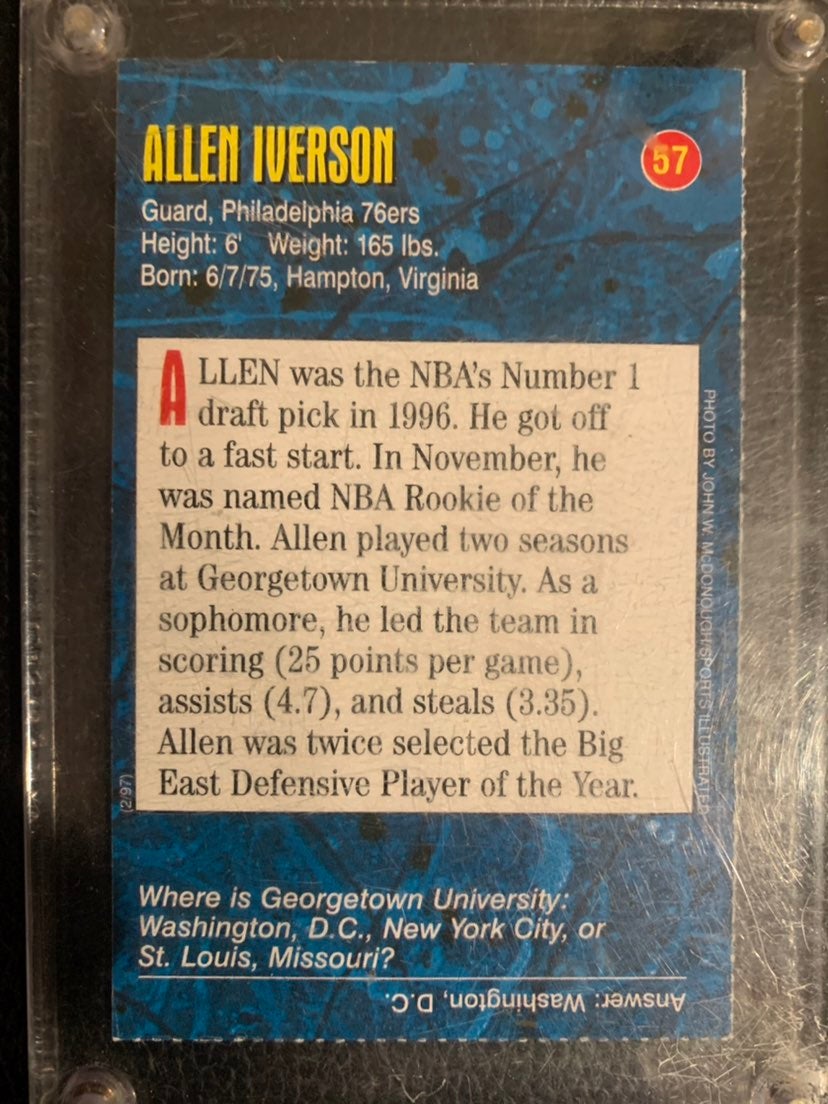 ALLEN IVERSON
57
Guard, Philadelphia 76ers
Height: 6' Weight: 165 lbs.
Born: 6/7/75, Hampton, Virginia
ALLEN was the NBA's Number 1
draft pick in 1996. He got off
to a fast start. In November, he
was named NBA Rookie of the
Month. Allen played two seasons
at Georgetown University. As a
sophomore, he led the team in
scoring (25 points per game),
assists (4.7), and steals (3.35).
Allen was twice selected the Big
East Defensive Player of the Year.
PHOTO BY JOHN W. McDONOUGH/SPORTS ILLUSTRATED
(2/97)
Where is Georgetown University:
Washington, D.C., New York City, or
St. Louis, Missouri?
Answer: Washington, D.C.